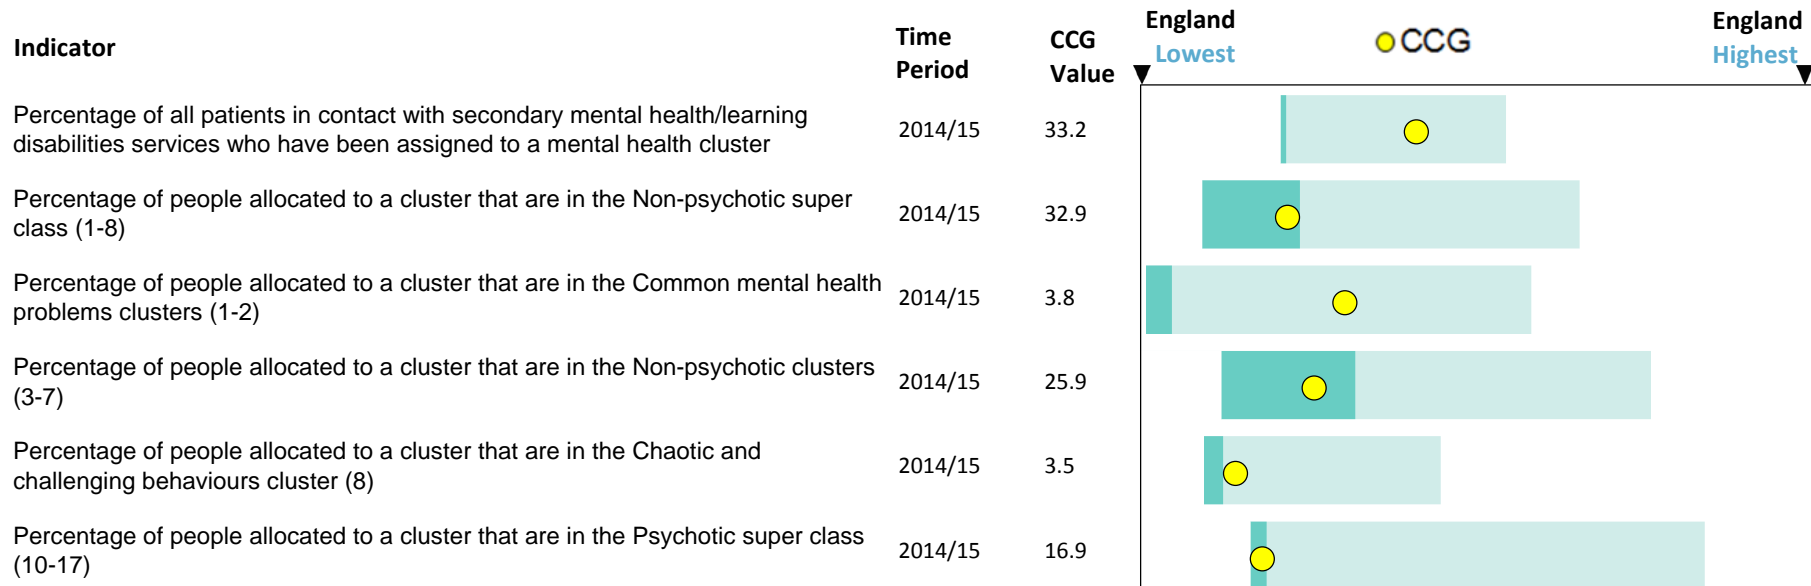 Indicator
Time Period
CCG Value
England Lowest
CCG
England Highest
Percentage of all patients in contact with secondary mental health/learning
disabilities services who have been assigned to a mental health cluster
2014/15
33.2
Percentage of people allocated to a cluster that are in the Non-psychotic super
class (1-8)
2014/15
32.9
Percentage of people allocated to a cluster that are in the Common mental health
problems clusters (1-2)
2014/15
3.8
Percentage of people allocated to a cluster that are in the Non-psychotic clusters
(3-7)
2014/15
25.9
Percentage of people allocated to a cluster that are in the Chaotic and
challenging behaviours cluster (8)
2014/15
3.5
Percentage of people allocated to a cluster that are in the Psychotic super class
(10-17)
2014/15
16.9